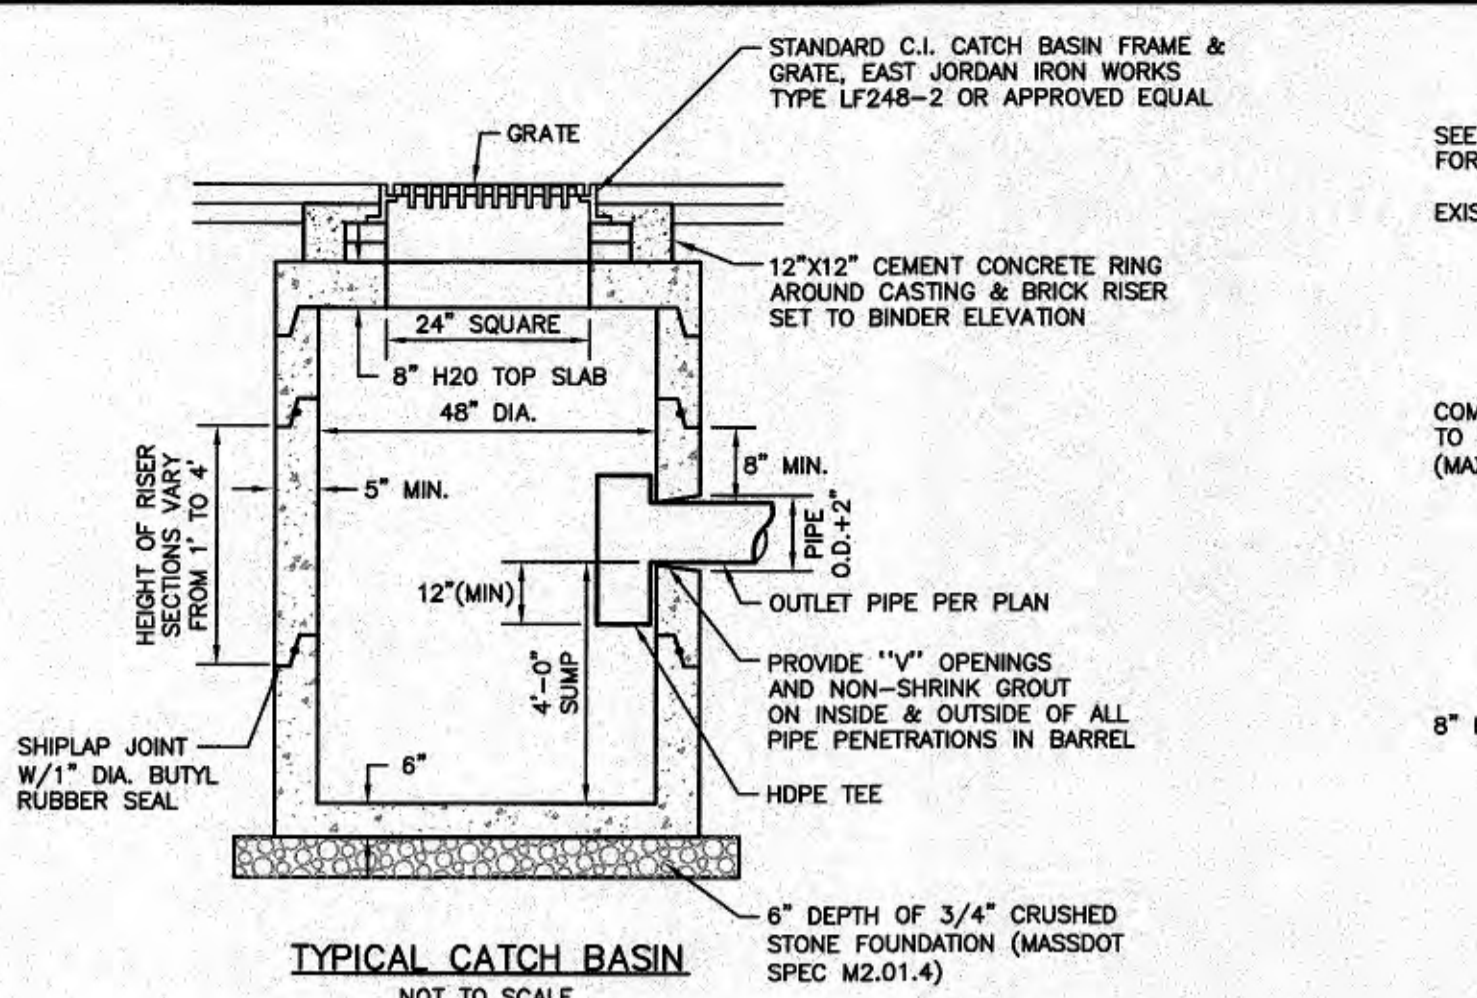 STANDARD C.I. CATCH BASIN FRAME &
GRATE, EAST JORDAN IRON WORKS
TYPE LF248-2 OR APPROVED EQUAL
GRATE
12"X12" CEMENT CONCRETE RING
AROUND CASTING & BRICK RISER
SET TO BINDER ELEVATION
24" SQUARE
8" H20 TOP SLAB
48" DIA.
HEIGHT OF RISER
SECTIONS VARY
FROM 1' TO 4'
5" MIN.
8" MIN.
PIPE
O.D.+2"
12"(MIN)
OUTLET PIPE PER PLAN
4'-0"
SUMP
PROVIDE "V" OPENINGS
AND NON-SHRINK GROUT
ON INSIDE & OUTSIDE OF ALL
PIPE PENETRATIONS IN BARREL
SHIPLAP JOINT
W/1" DIA. BUTYL
RUBBER SEAL
6"
HDPE TEE
6" DEPTH OF 3/4" CRUSHED
STONE FOUNDATION (MASSDOT
SPEC M2.01.4)
TYPICAL CATCH BASIN
NOT TO SCALE
SEE
FOR
EXIS
COM
TO
(MAX
8"